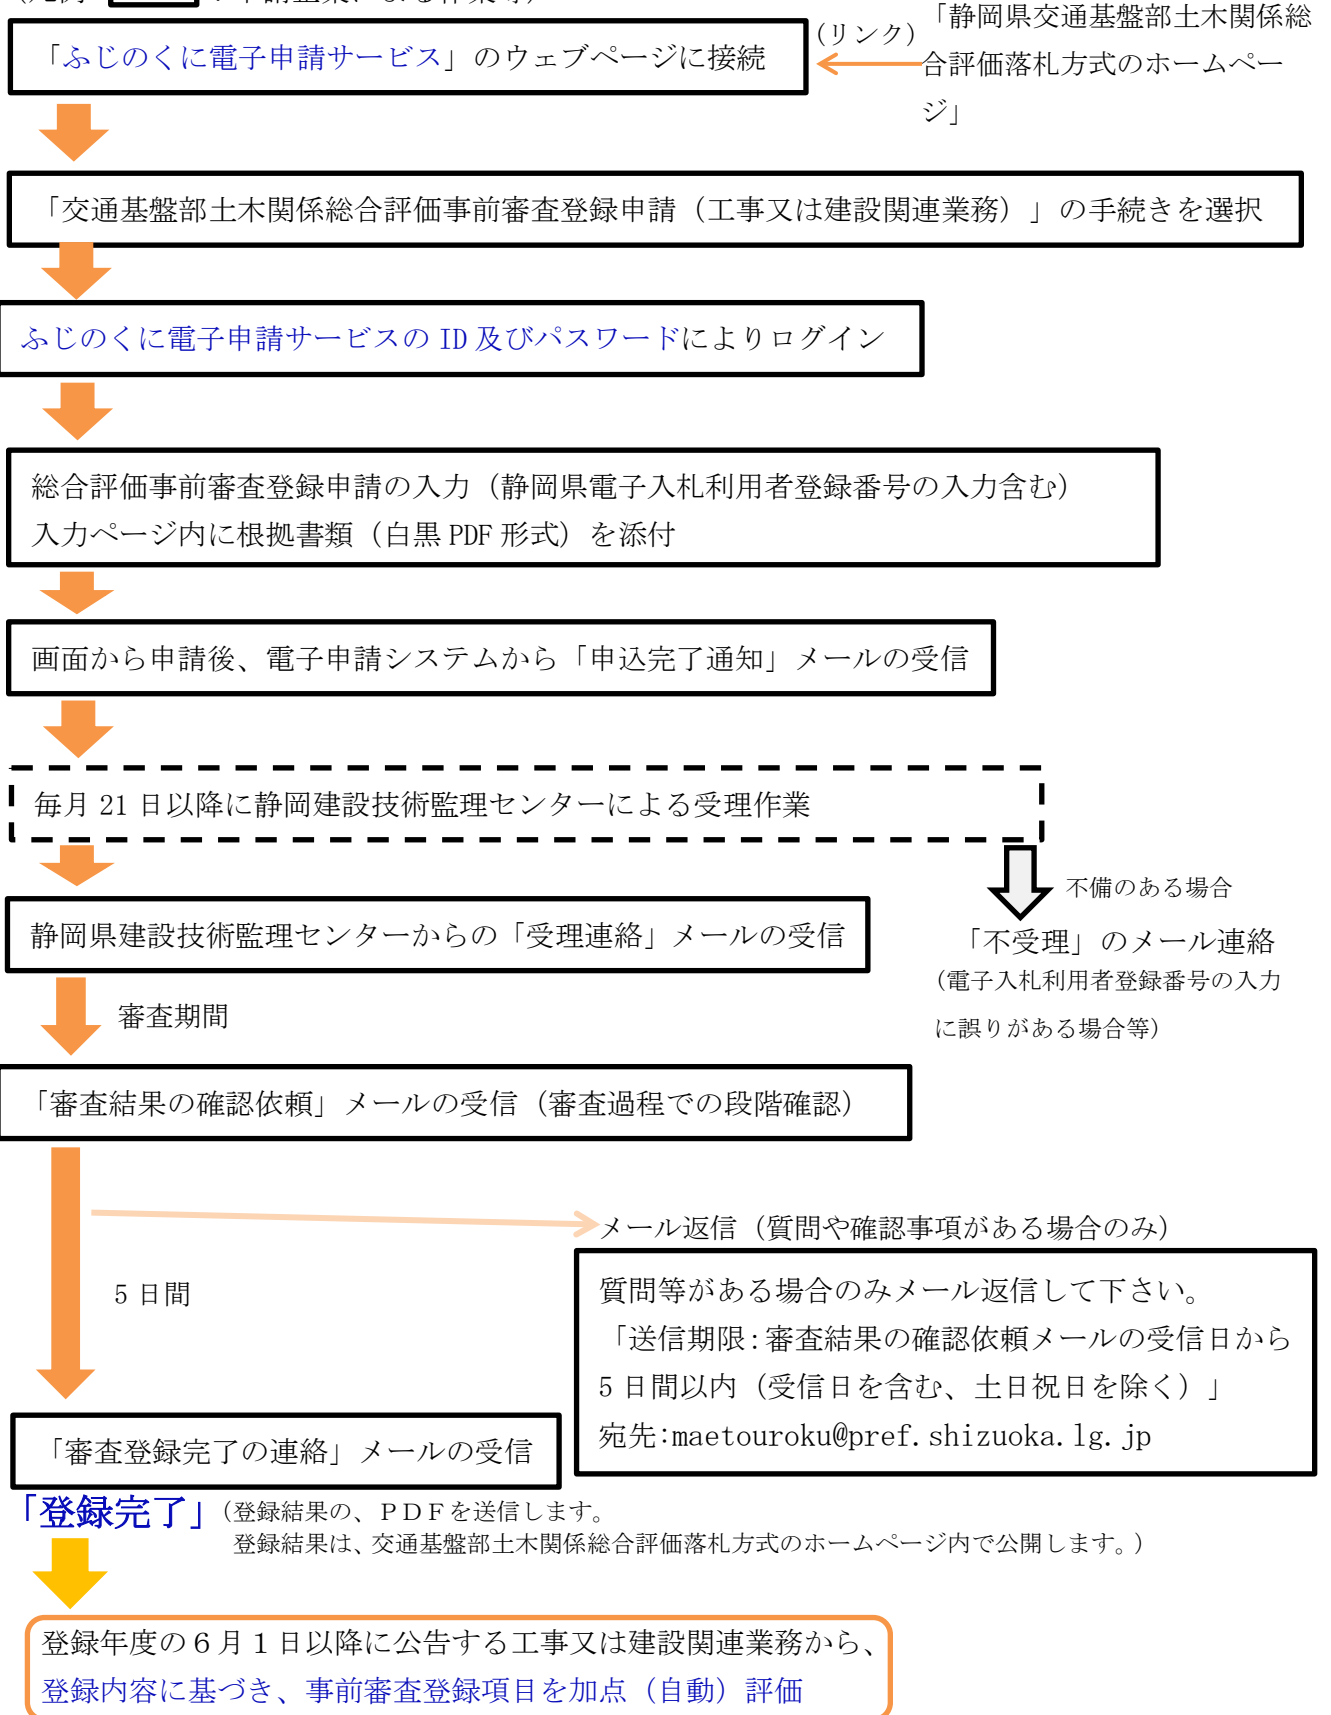 「静岡県交通基盤部土木関係総
合評価落札方式のホームペー
ジ」
(リンク)
「ふじのくに電子申請サービス」のウェブページに接続
「交通基盤部土木関係総合評価事前審査登録申請（工事又は建設関連業務）」の手続きを選択
ふじのくに電子申請サービスの ID 及びパスワードによりログイン
総合評価事前審査登録申請の入力（静岡県電子入札利用者登録番号の入力含む）
入力ページ内に根拠書類（白黒 PDF 形式）を添付
画面から申請後、電子申請システムから「申込完了通知」メールの受信
毎月 21 日以降に静岡建設技術監理センターによる受理作業
不備のある場合
静岡県建設技術監理センターからの「受理連絡」メールの受信
「不受理」のメール連絡
（電子入札利用者登録番号の入力
に誤りがある場合等）
審査期間
「審査結果の確認依頼」メールの受信（審査過程での段階確認）
メール返信（質問や確認事項がある場合のみ）
5 日間
質問等がある場合のみメール返信して下さい。
「送信期限:審査結果の確認依頼メールの受信日から
5 日間以内（受信日を含む、土日祝日を除く）」
宛先:maetouroku@pref.shizuoka.lg.jp
「審査登録完了の連絡」メールの受信
「登録完了」（登録結果の、ＰＤＦを送信します。
登録結果は、交通基盤部土木関係総合評価落札方式のホームページ内で公開します。）
登録年度の６月１日以降に公告する工事又は建設関連業務から、
登録内容に基づき、事前審査登録項目を加点（自動）評価